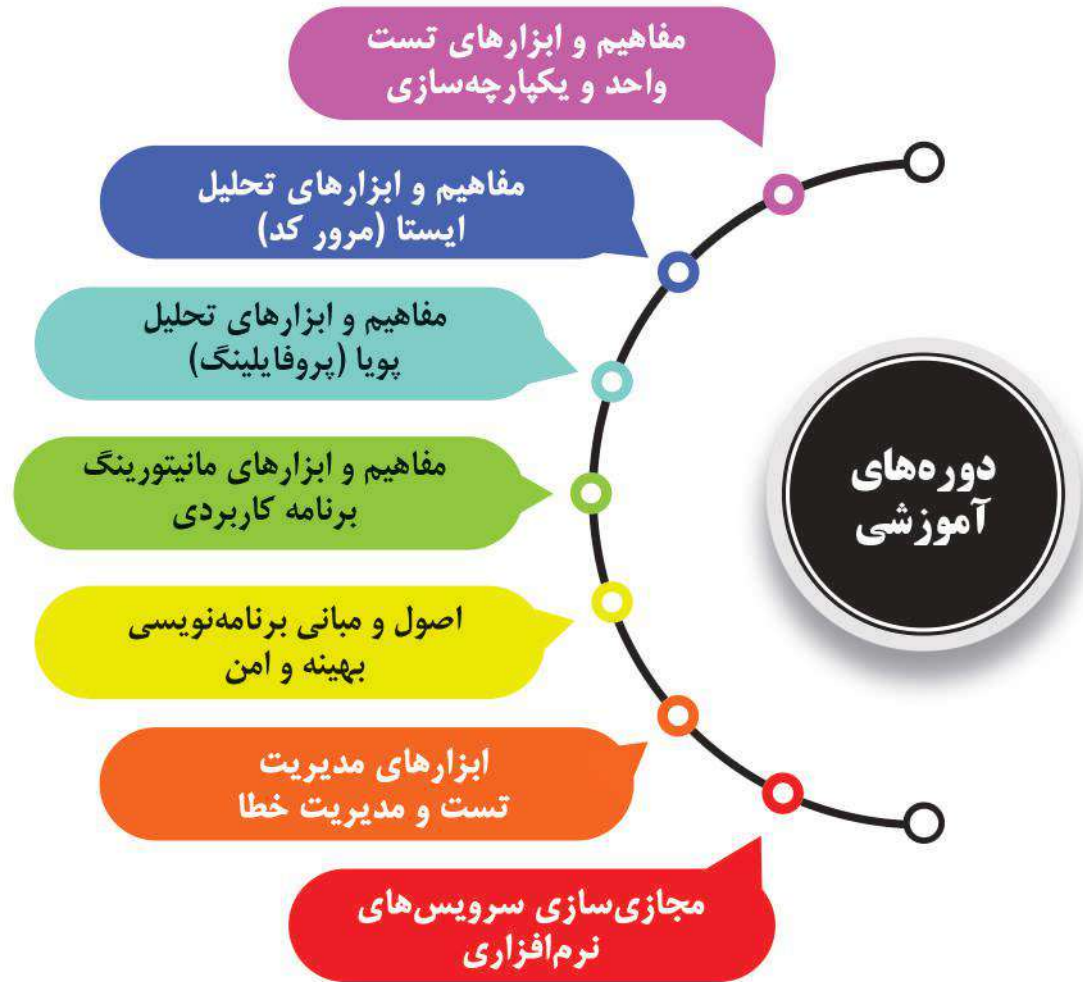 مفاهیم و ابزارهای تست
واحد و یکپارچه‌سازی
مفاهیم و ابزارهای تحلیل
ایستا (مرور کد)
مفاهیم و ابزارهای تحلیل
پویا (پروفایلینگ)
مفاهیم و ابزارهای مانیتورینگ
برنامه کاربردی
اصول و مبانی برنامه‌نویسی
بهینه و امن
ابزارهای مدیریت
تست و مدیریت خطا
مجازی‌سازی سرویس‌های
نرم‌افزاری
دوره‌های
آموزشی